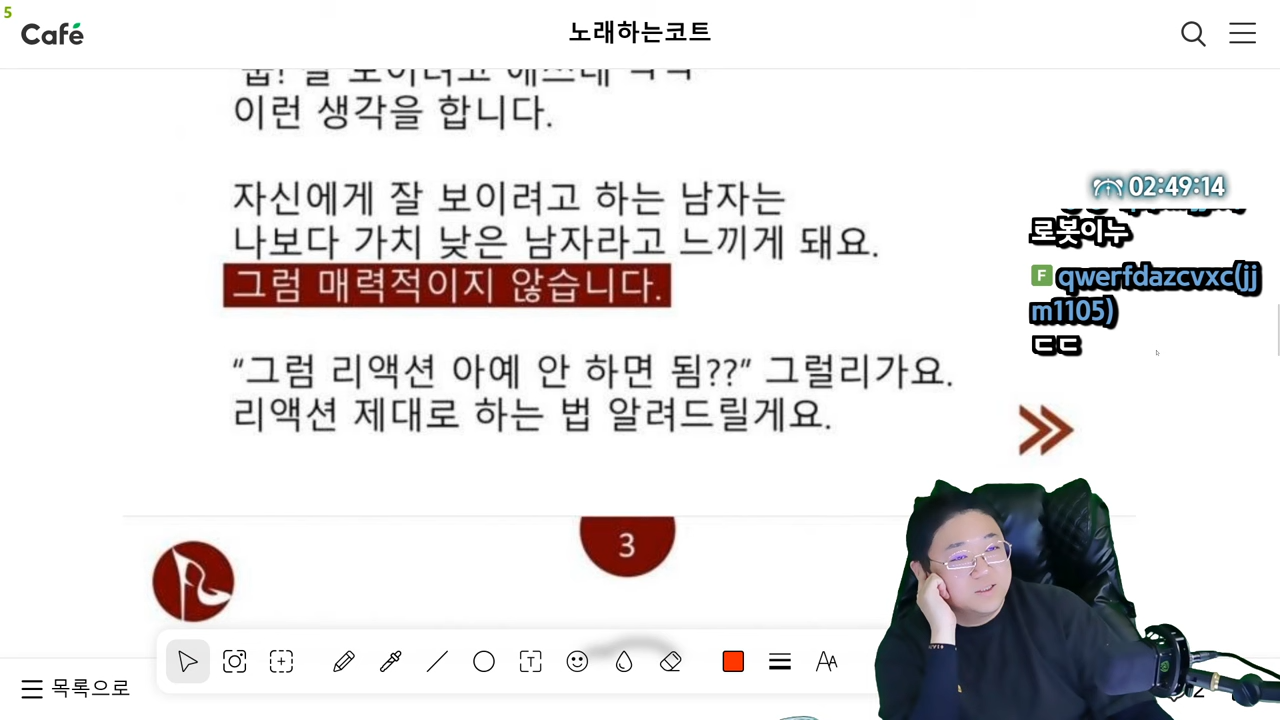 5
Café
노래하는코트
이런 생각을 합니다.
자신에게 잘 보이려고 하는 남자는
나보다 가치 낮은 남자라고 느끼게 돼요.
그럼 매력적이지 않습니다.
“그럼 리액션 아예 안 하면 됨??” 그럴리가요.
리액션 제대로 하는 법 알려드릴게요.
3
02:49:14
로봇이누
F qwerfdazcvxc(jj
m1105)
ㄷㄷ
T
AA
목록으로
2